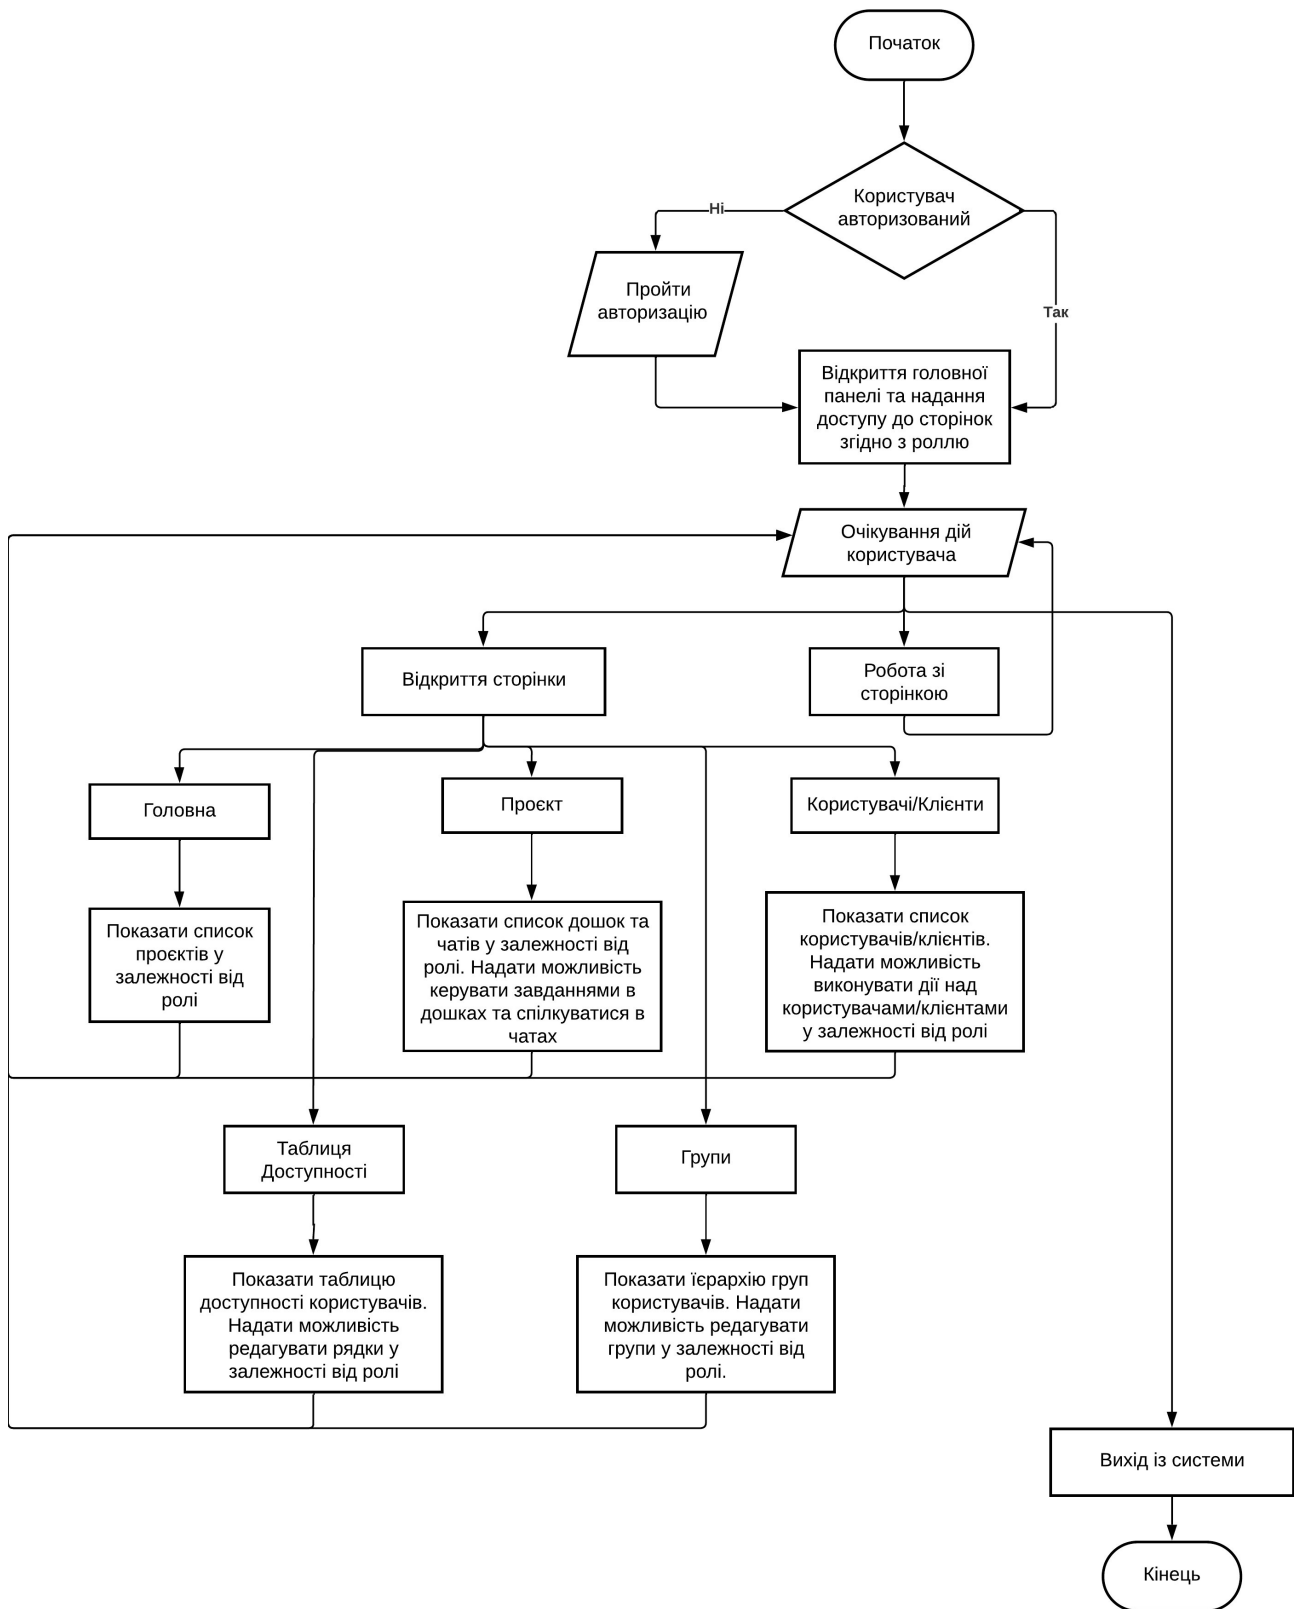 Початок
Користувач
авторизований
Ні
Пройти
авторизацію
Так
Відкриття головної
панелі та надання
доступу до сторінок
згідно з роллю
Очікування дій
користувача
Відкриття сторінки
Робота зі
сторінкою
Головна
Проєкт
Користувачі/Клієнти
Показати список
проєктів у
залежності від
ролі
Показати список дошок та
чатів у залежності від
ролі. Надати можливість
керувати завданнями в
дошках та спілкуватися в
чатах
Показати список
користувачів/клієнтів.
Надати можливість
виконувати дії над
користувачами/клієнтами
у залежності від ролі
Таблиця
Доступності
Групи
Показати таблицю
доступності користувачів.
Надати можливість
редагувати рядки у
залежності від ролі
Показати їєрархію груп
користувачів. Надати
можливість редагувати
групи у залежності від
ролі.
Вихід із системи
Кінець